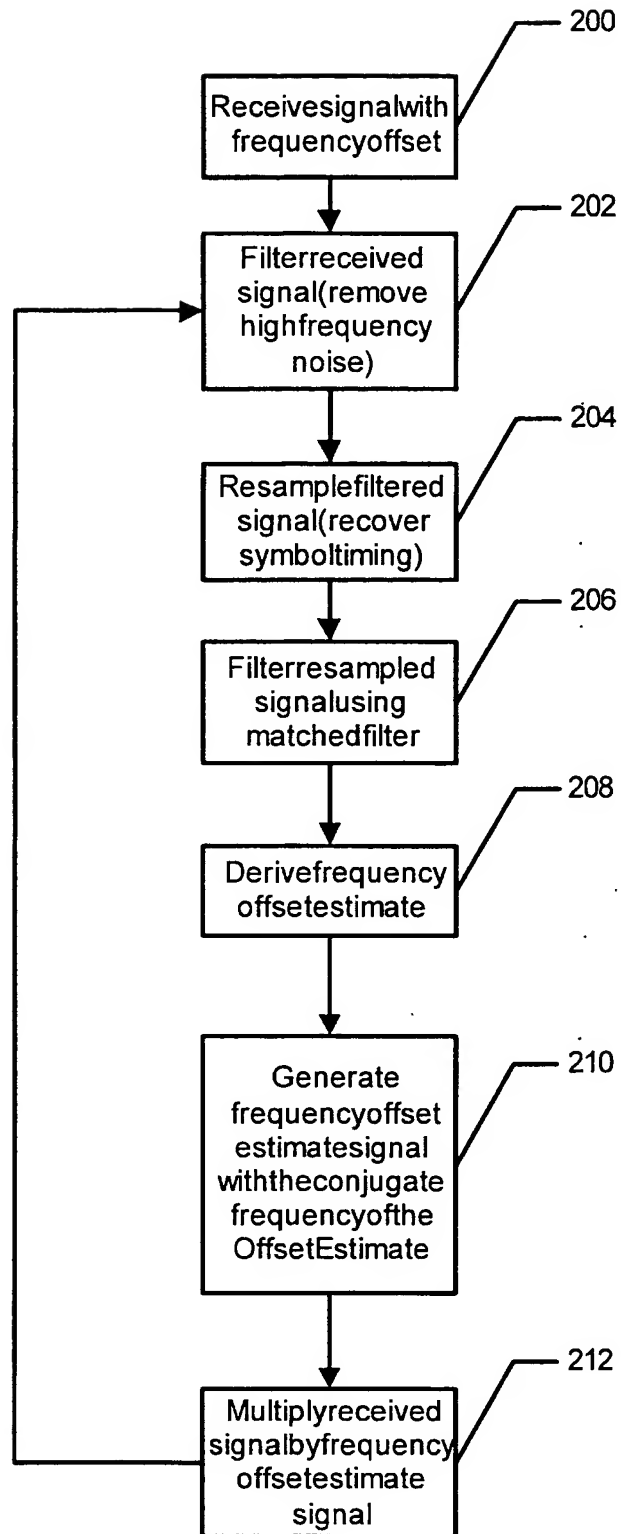 200
Receivesignalwith
frequencyoffset
202
Filterreceived
signal(remove
highfrequency
noise)
204
Resamplefiltered
signal(recover
symboltiming)
206
Filterresampled
signalusing
matchedfilter
208
Derivefrequency
offsetestimate
210
Generate
frequencyoffset
estimatesignal
withtheconjugate
frequencyofthe
OffsetEstimate
212
Multiplyreceived
signalbyfrequency
offsetestimate
signal